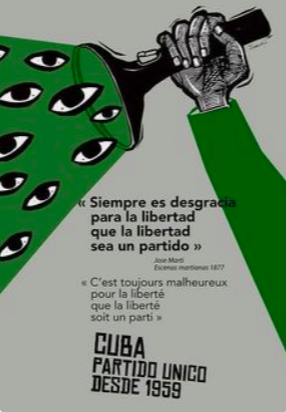 « Siempre es desgracia
para la libertad
que la libertad
sea un partido »
Jose Martí
Escenas martianas 1877
« C'est toujours malheureux
pour la liberté
que la liberté
soit un parti »
CUBA
PARTIDO UNICO
DESDE 1959